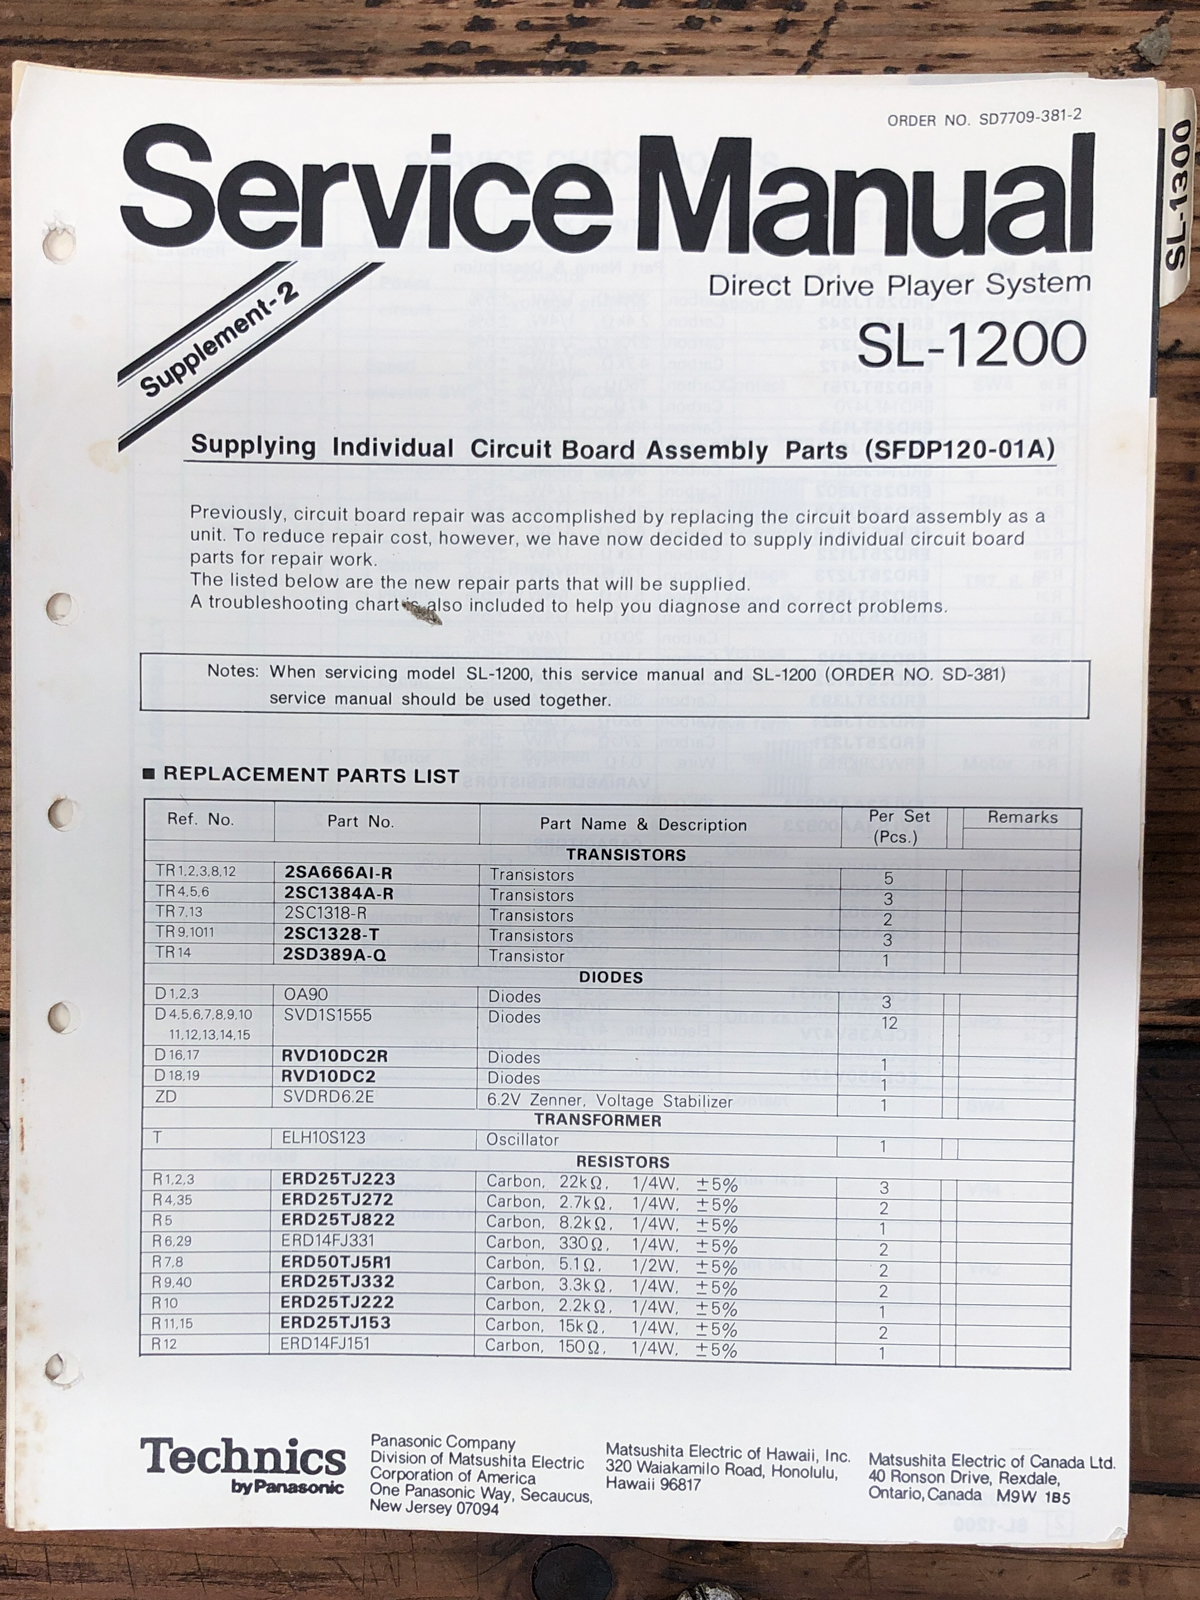 ORDER NO. SD7709-381-2
Service Manual
SL-1300
Direct Drive Player System
SL-1200
Supplement-2
Supplying Individual Circuit Board Assembly Parts (SFDP120-01A)
Previously, circuit board repair was accomplished by replacing the circuit board assembly as a
unit. To reduce repair cost, however, we have now decided to supply individual circuit board
parts for repair work.
The listed below are the new repair parts that will be supplied.
A troubleshooting chart is also included to help you diagnose and correct problems.
Notes: When servicing model SL-1200, this service manual and SL-1200 (ORDER NO. SD-381)
service manual should be used together.
■ REPLACEMENT PARTS LIST
Ref. No. Part No. Part Name & Description Per Set (Pcs.) Remarks
TRANSISTORS
TR1,2,3,8,12 2SA666AI-R Transistors 5
TR4,5,6 2SC1384A-R Transistors 3
TR7,13 2SC1318-R Transistors 2
TR9,1011 2SC1328-T Transistors 3
TR14 2SD389A-Q Transistor 1
DIODES
D1,2,3 OA90 Diodes 3
D4,5,6,7,8,9,10 SVD1S1555 Diodes 12
11,12,13,14,15
D16,17 RVD10DC2R Diodes 1
D18,19 RVD10DC2 Diodes 1
ZD SVDRD6.2E 6.2V Zenner, Voltage Stabilizer 1
TRANSFORMER
T ELH10S123 Oscillator 1
RESISTORS
R1,2,3 ERD25TJ223 Carbon, 22kΩ, 1/4W, ±5% 3
R4,35 ERD25TJ272 Carbon, 2.7kΩ, 1/4W, ±5% 2
R5 ERD25TJ822 Carbon, 8.2kΩ, 1/4W, ±5% 1
R6,29 ERD14FJ331 Carbon, 330Ω, 1/4W, ±5% 2
R7,8 ERD50TJ5R1 Carbon, 5.1Ω, 1/2W, ±5% 2
R9,40 ERD25TJ332 Carbon, 3.3kΩ, 1/4W, ±5% 2
R10 ERD25TJ222 Carbon, 2.2kΩ, 1/4W, ±5% 1
R11,15 ERD25TJ153 Carbon, 15kΩ, 1/4W, ±5% 2
R12 ERD14FJ151 Carbon, 150Ω, 1/4W, ±5% 1
Technics
by Panasonic
Panasonic Company
Division of Matsushita Electric
Corporation of America
One Panasonic Way, Secaucus,
New Jersey 07094
Matsushita Electric of Hawaii, Inc.
320 Waiakamilo Road, Honolulu,
Hawaii 96817
Matsushita Electric of Canada Ltd.
40 Ronson Drive, Rexdale,
Ontario, Canada M9W 1B5